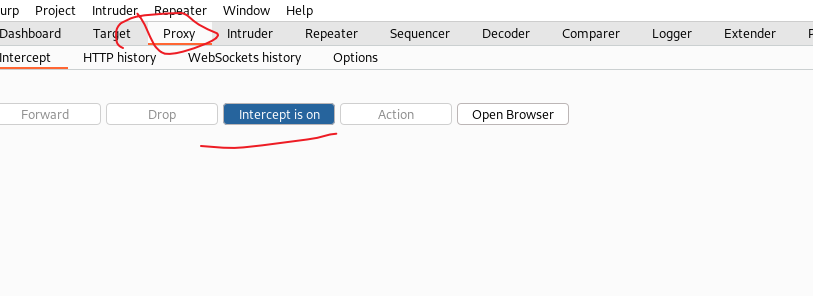 urp Project Intruder Repeater Window Help
Dashboard Target Proxy Intruder Repeater Sequencer Decoder Comparer Logger Extender P
Intercept HTTP history WebSockets history Options
Forward Drop Intercept is on Action Open Browser